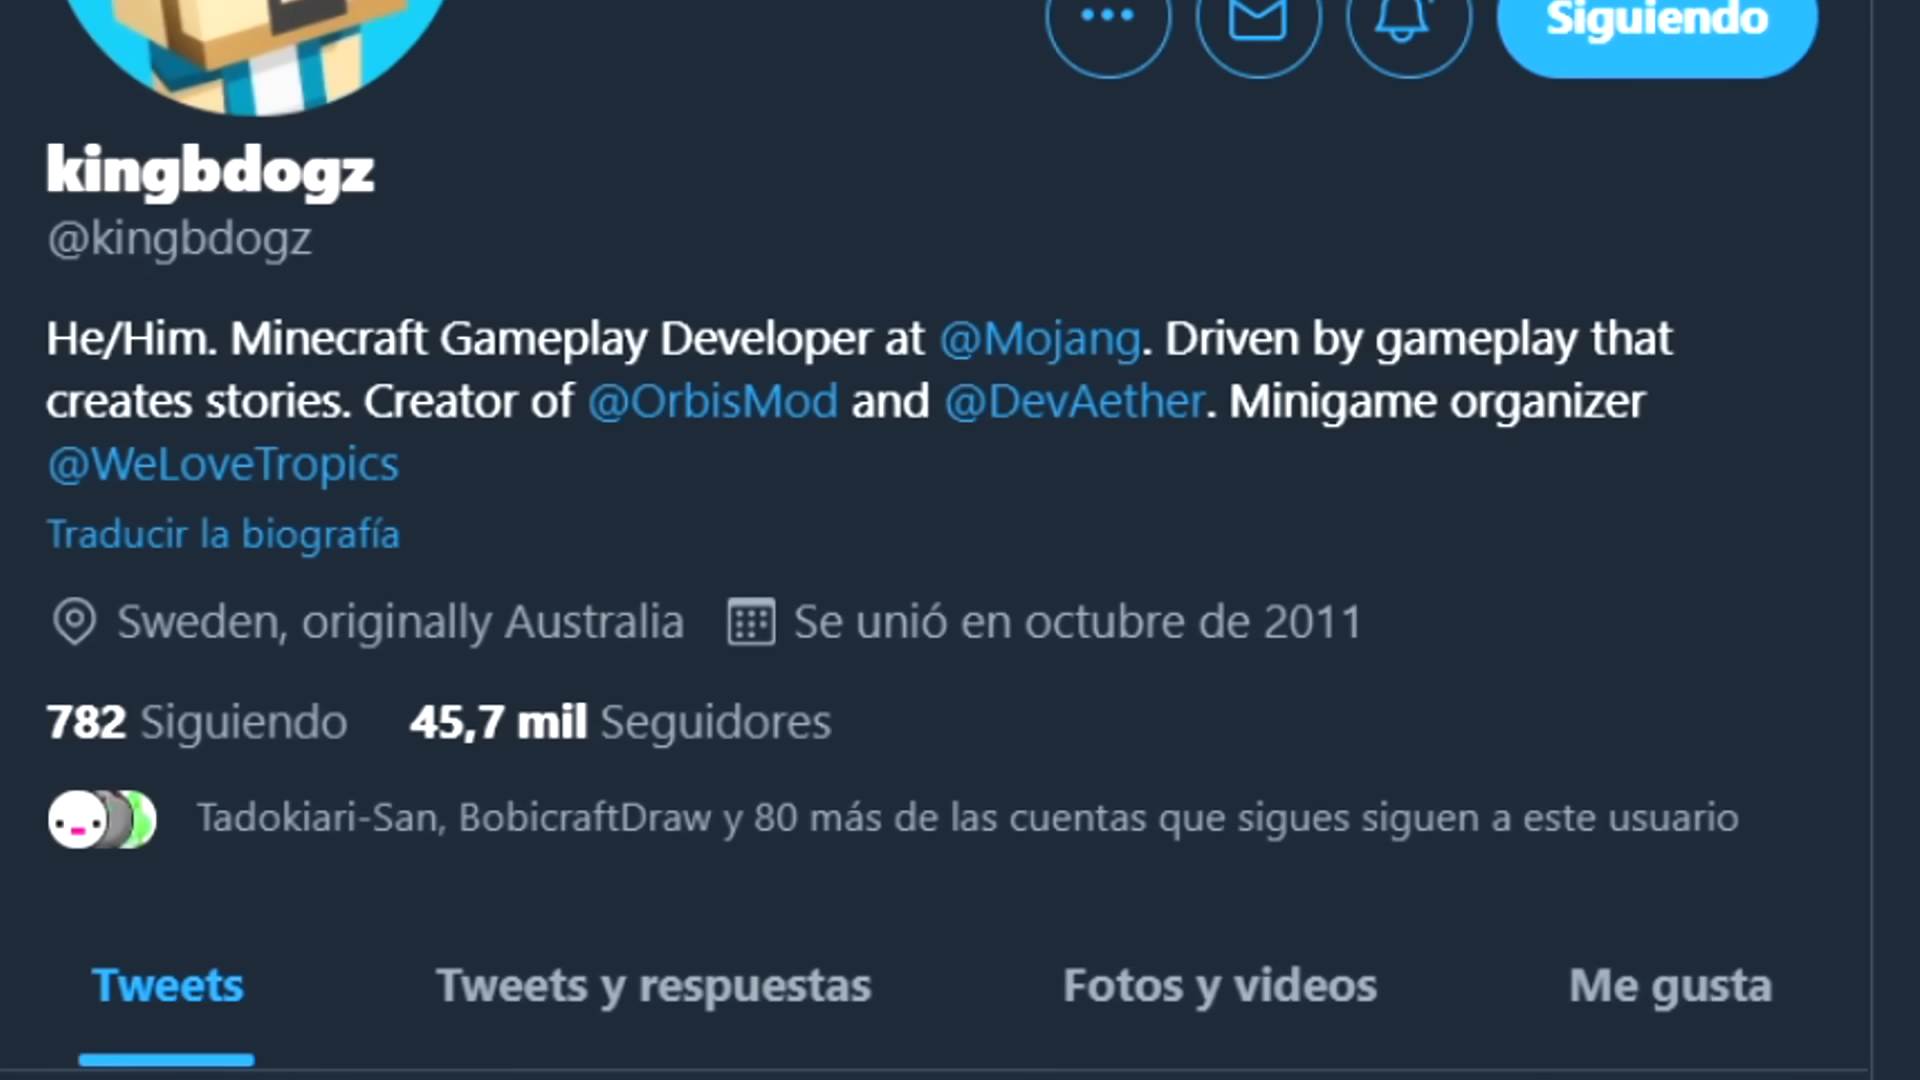 Siguiendo
kingbdogz
@kingbdogz
He/Him. Minecraft Gameplay Developer at @Mojang. Driven by gameplay that
creates stories. Creator of @OrbisMod and @DevAether. Minigame organizer
@WeLoveTropics
Traducir la biografía
Sweden, originally Australia Se unió en octubre de 2011
782 Siguiendo 45,7 mil Seguidores
Tadokiari-San, BobicraftDraw y 80 más de las cuentas que sigues siguen a este usuario
Tweets Tweets y respuestas Fotos y videos Me gusta